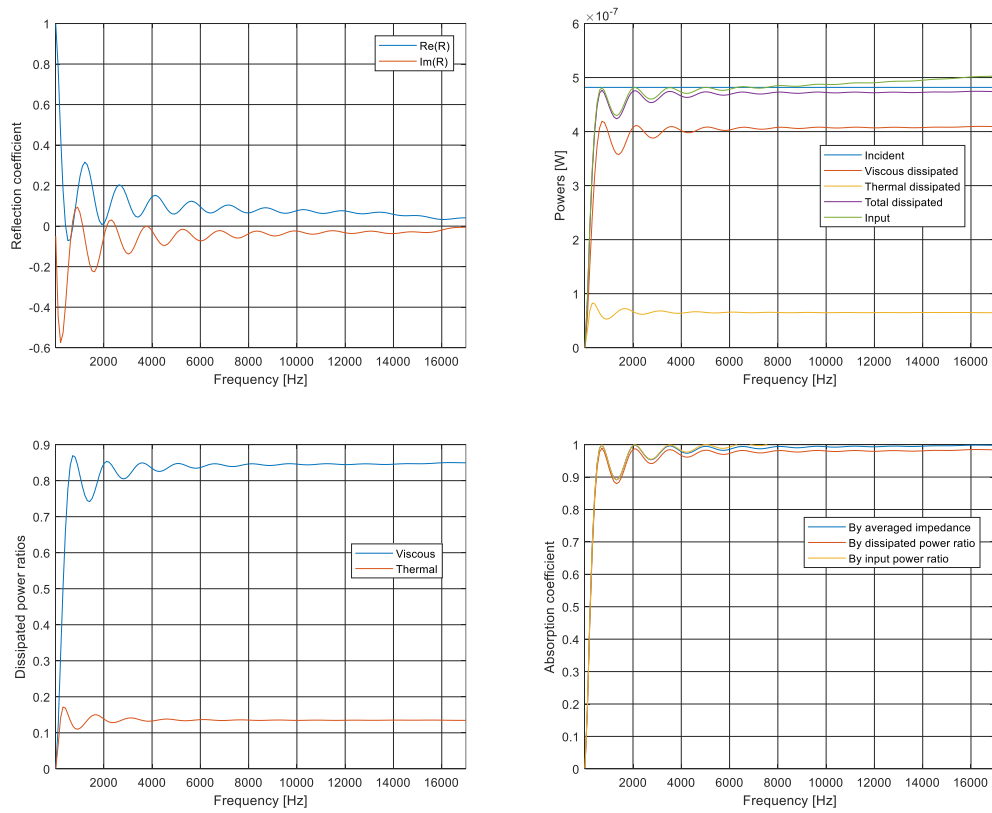 1
0.8
0.6
0.4
0.2
0
-0.2
-0.4
-0.6
Reflection coefficient
Re(R)
Im(R)
2000 4000 6000 8000 10000 12000 14000 16000
Frequency [Hz]
×10-7
6
5
4
3
2
1
0
Powers [W]
Incident
Viscous dissipated
Thermal dissipated
Total dissipated
Input
2000 4000 6000 8000 10000 12000 14000 16000
Frequency [Hz]
0.9
0.8
0.7
0.6
0.5
0.4
0.3
0.2
0.1
0
Dissipated power ratios
Viscous
Thermal
2000 4000 6000 8000 10000 12000 14000 16000
Frequency [Hz]
1
0.9
0.8
0.7
0.6
0.5
0.4
0.3
0.2
0.1
0
Absorption coefficient
By averaged impedance
By dissipated power ratio
By input power ratio
2000 4000 6000 8000 10000 12000 14000 16000
Frequency [Hz]